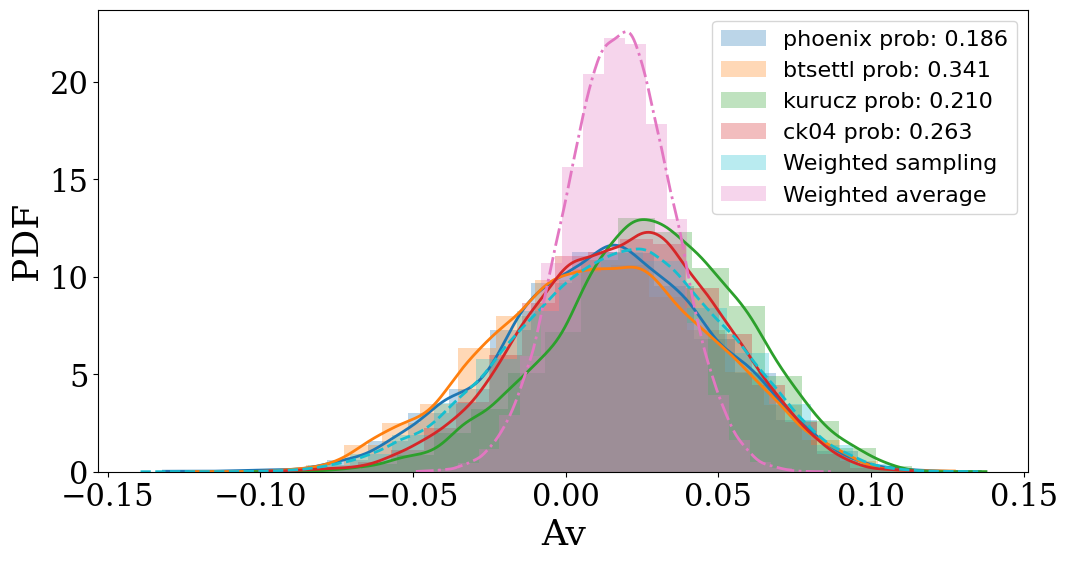 phoenix prob: 0.186
btsettl prob: 0.341
kurucz prob: 0.210
ck04 prob: 0.263
Weighted sampling
Weighted average
PDF
20
15
10
5
0
−0.15 −0.10 −0.05 0.00 0.05 0.10 0.15
Av